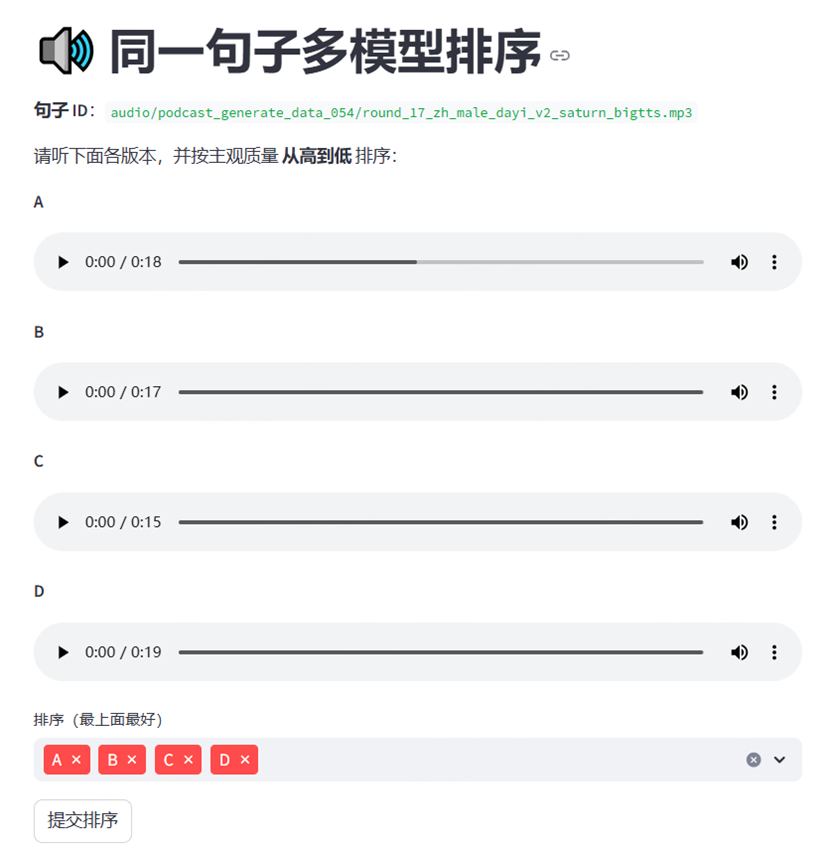 同一句子多模型排序
句子 ID： audio/podcast_generate_data_054/round_17_zh_male_dayi_v2_saturn_bigtts.mp3
请听下面各版本，并按主观质量 从高到低 排序：
A
0:00 / 0:18
B
0:00 / 0:17
C
0:00 / 0:15
D
0:00 / 0:19
排序（最上面最好）
A × B × C × D ×
提交排序